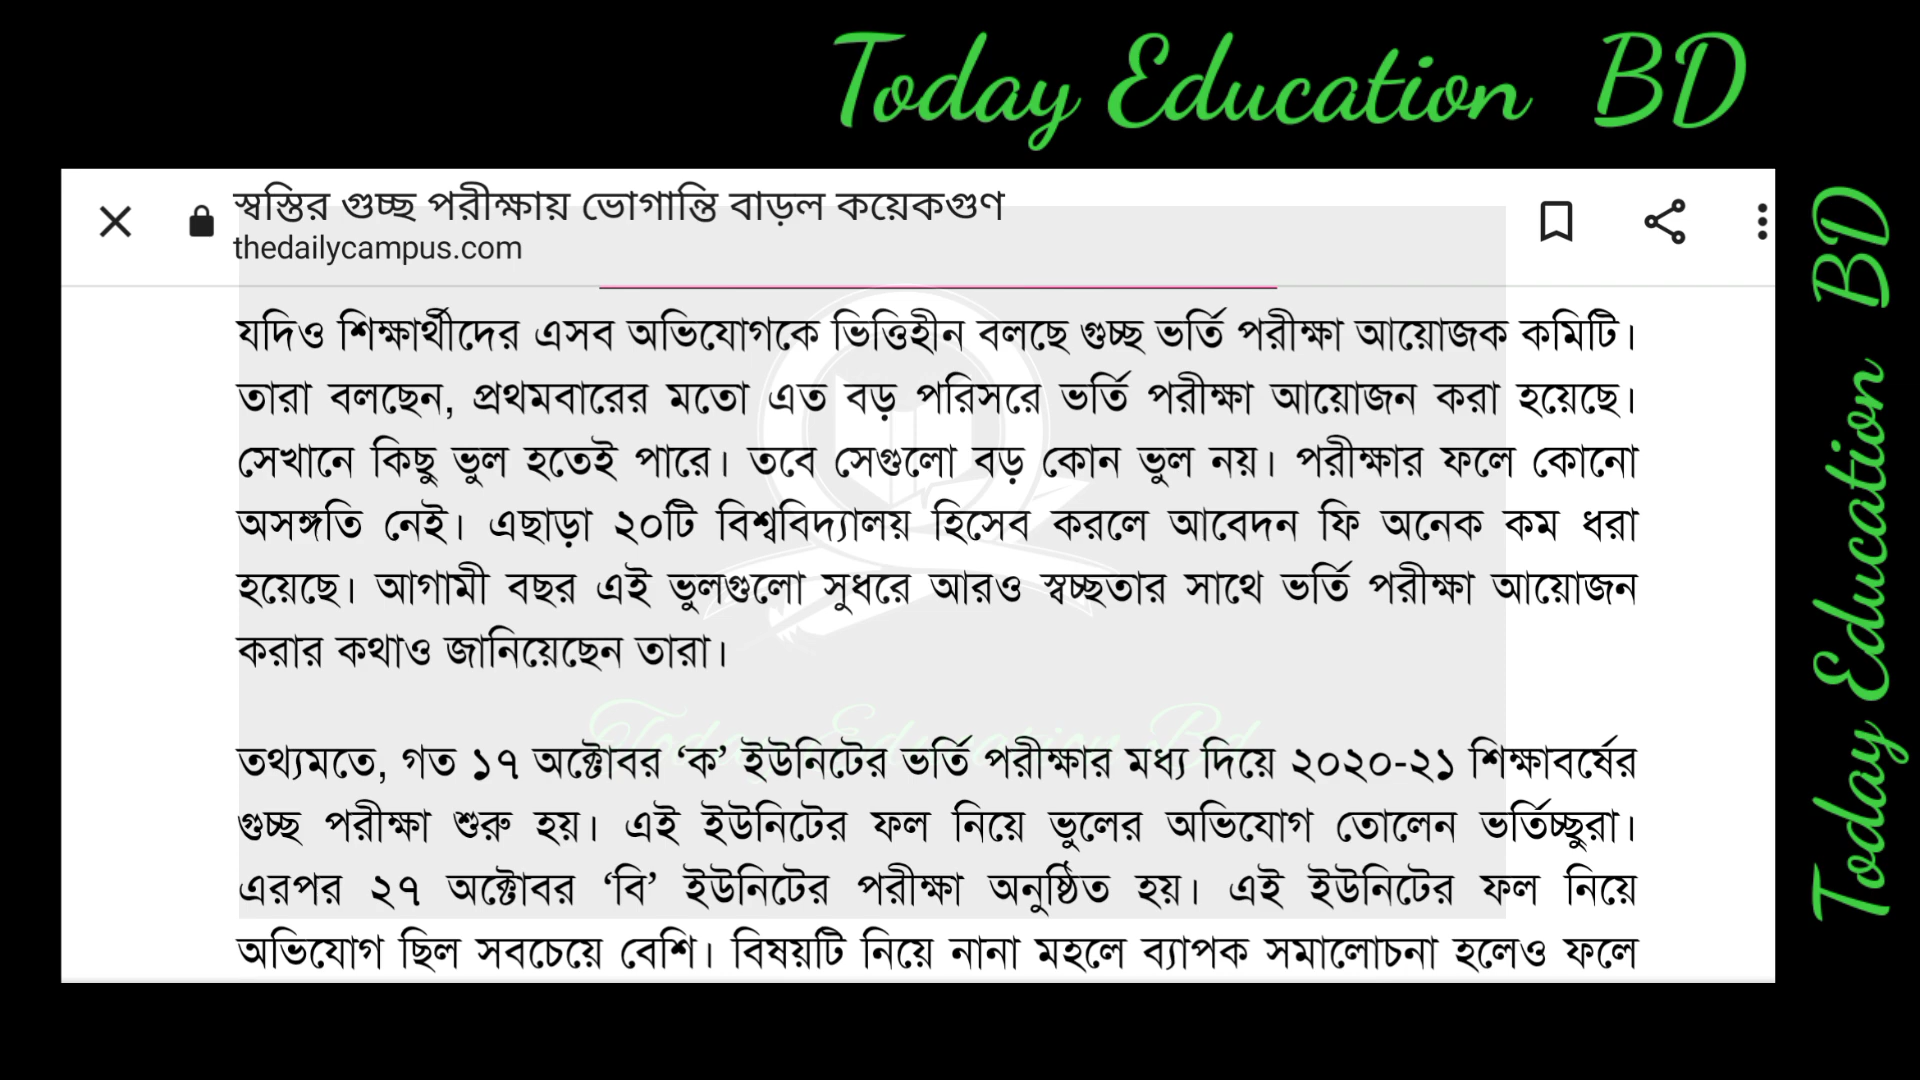 Today Education BD
স্বস্তির গুচ্ছ পরীক্ষায় ভোগান্তি বাড়ল কয়েকগুণ
thedailycampus.com
যদিও শিক্ষার্থীদের এসব অভিযোগকে ভিত্তিহীন বলছে গুচ্ছ ভর্তি পরীক্ষা আয়োজক কমিটি।
তারা বলছেন, প্রথমবারের মতো এত বড় পরিসরে ভর্তি পরীক্ষা আয়োজন করা হয়েছে।
সেখানে কিছু ভুল হতেই পারে। তবে সেগুলো বড় কোন ভুল নয়। পরীক্ষার ফলে কোনো
অসঙ্গতি নেই। এছাড়া ২০টি বিশ্ববিদ্যালয় হিসেব করলে আবেদন ফি অনেক কম ধরা
হয়েছে। আগামী বছর এই ভুলগুলো সুধরে আরও স্বচ্ছতার সাথে ভর্তি পরীক্ষা আয়োজন
করার কথাও জানিয়েছেন তারা।
Today Education Bd
তথ্যমতে, গত ১৭ অক্টোবর ‘ক’ ইউনিটের ভর্তি পরীক্ষার মধ্য দিয়ে ২০২০-২১ শিক্ষাবর্ষের
গুচ্ছ পরীক্ষা শুরু হয়। এই ইউনিটের ফল নিয়ে ভুলের অভিযোগ তোলেন ভর্তিচ্ছুরা।
এরপর ২৭ অক্টোবর ‘বি’ ইউনিটের পরীক্ষা অনুষ্ঠিত হয়। এই ইউনিটের ফল নিয়ে
অভিযোগ ছিল সবচেয়ে বেশি। বিষয়টি নিয়ে নানা মহলে ব্যাপক সমালোচনা হলেও ফলে
Today Education BD